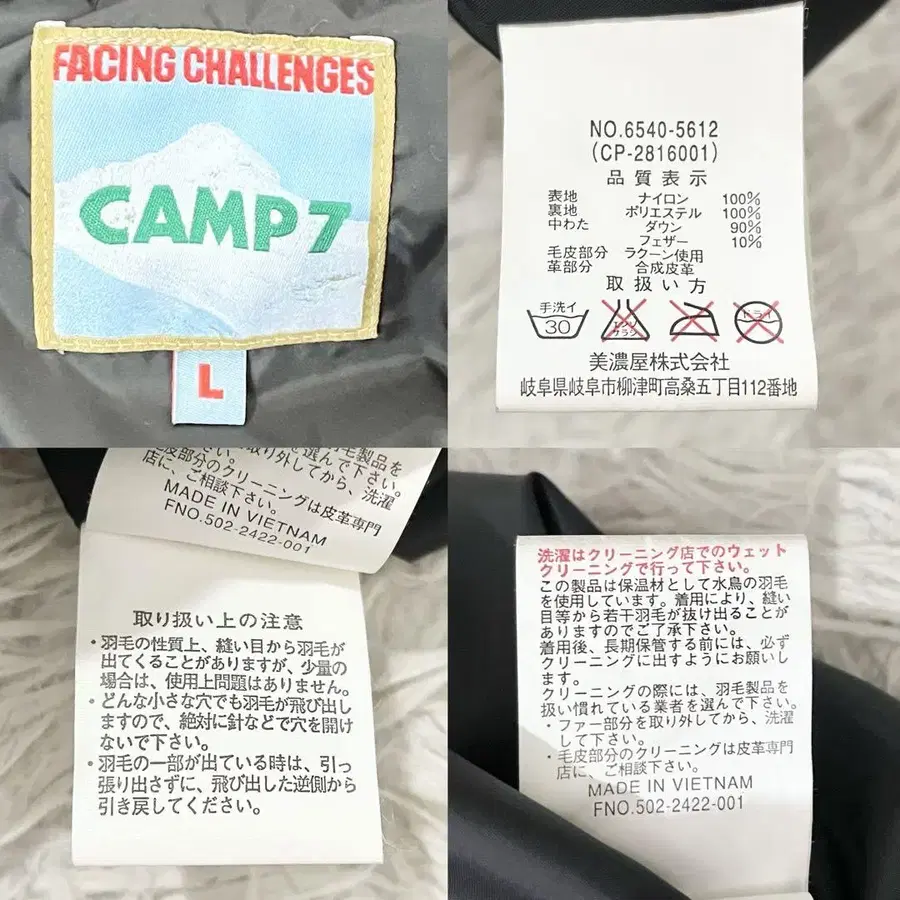 FACING CHALLENGES
CAMP 7
L
NO.6540-5612
(CP-2816001)
品質表示
表地 ナイロン 100%
裏地 ポリエステル 100%
中わた ダウン 90%
フェザー 10%
毛皮部分 ラクーン使用
革部分 合成皮革
取扱い方
手洗イ
30
エンソ
サラシ
ドライ
美濃屋株式会社
岐阜県岐阜市柳津町高桑五丁目112番地
羽毛製品を
を選んで下さい。
取り外してから、洗濯
さい。
皮部分のクリーニングは皮革専門
店に、ご相談下さい。
MADE IN VIETNAM
FNO.502-2422-001
取り扱い上の注意
・羽毛の性質上、縫い目から羽毛が
出てくることがありますが、少量の
場合は、使用上問題はありません。
・どんな小さな穴でも羽毛が飛び出し
ますので、絶対に針などで穴を開け
ないで下さい。
・羽毛の一部が出ている時は、引っ
張り出さずに、飛び出した逆側から
引き戻してください。
洗濯はクリーニング店でのウェット
クリーニングで行って下さい。
この製品は保温材として水鳥の羽毛
を使用しています。着用により、縫い
目等から若干羽毛が抜け出ることが
ありますのでご了承下さい。
着用後、長期保管する前には、必ず
クリーニングに出すようにお願いし
ます。
クリーニングの際には、羽毛製品を
扱い慣れている業者を選んで下さい。
・ファー部分を取り外してから、洗濯
して下さい。
・毛皮部分のクリーニングは皮革専門
店に、ご相談下さい。
MADE IN VIETNAM
FNO.502-2422-001